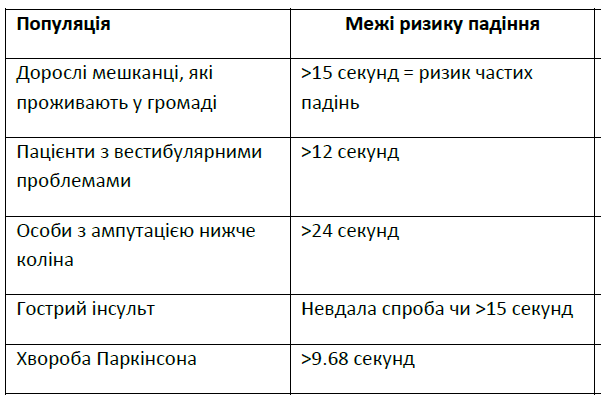 Популяція
Межі ризику падіння
Дорослі мешканці, які
проживають у громаді
>15 секунд = ризик частих
падінь
Пацієнти з вестибулярними
проблемами
>12 секунд
Особи з ампутацією нижче
коліна
>24 секунд
Гострий інсульт
Невдала спроба чи >15 секунд
Хвороба Паркінсона
>9.68 секунд